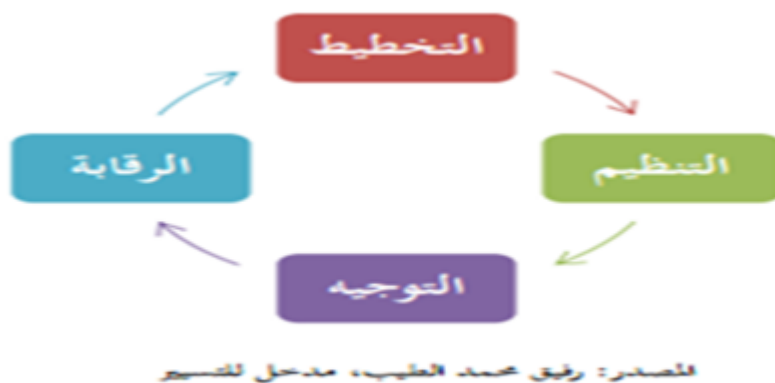 التخطيط
التنظيم
التوجيه
الرقابة
المصدر: رفيق محمد الطيب، مدخل للتسيير